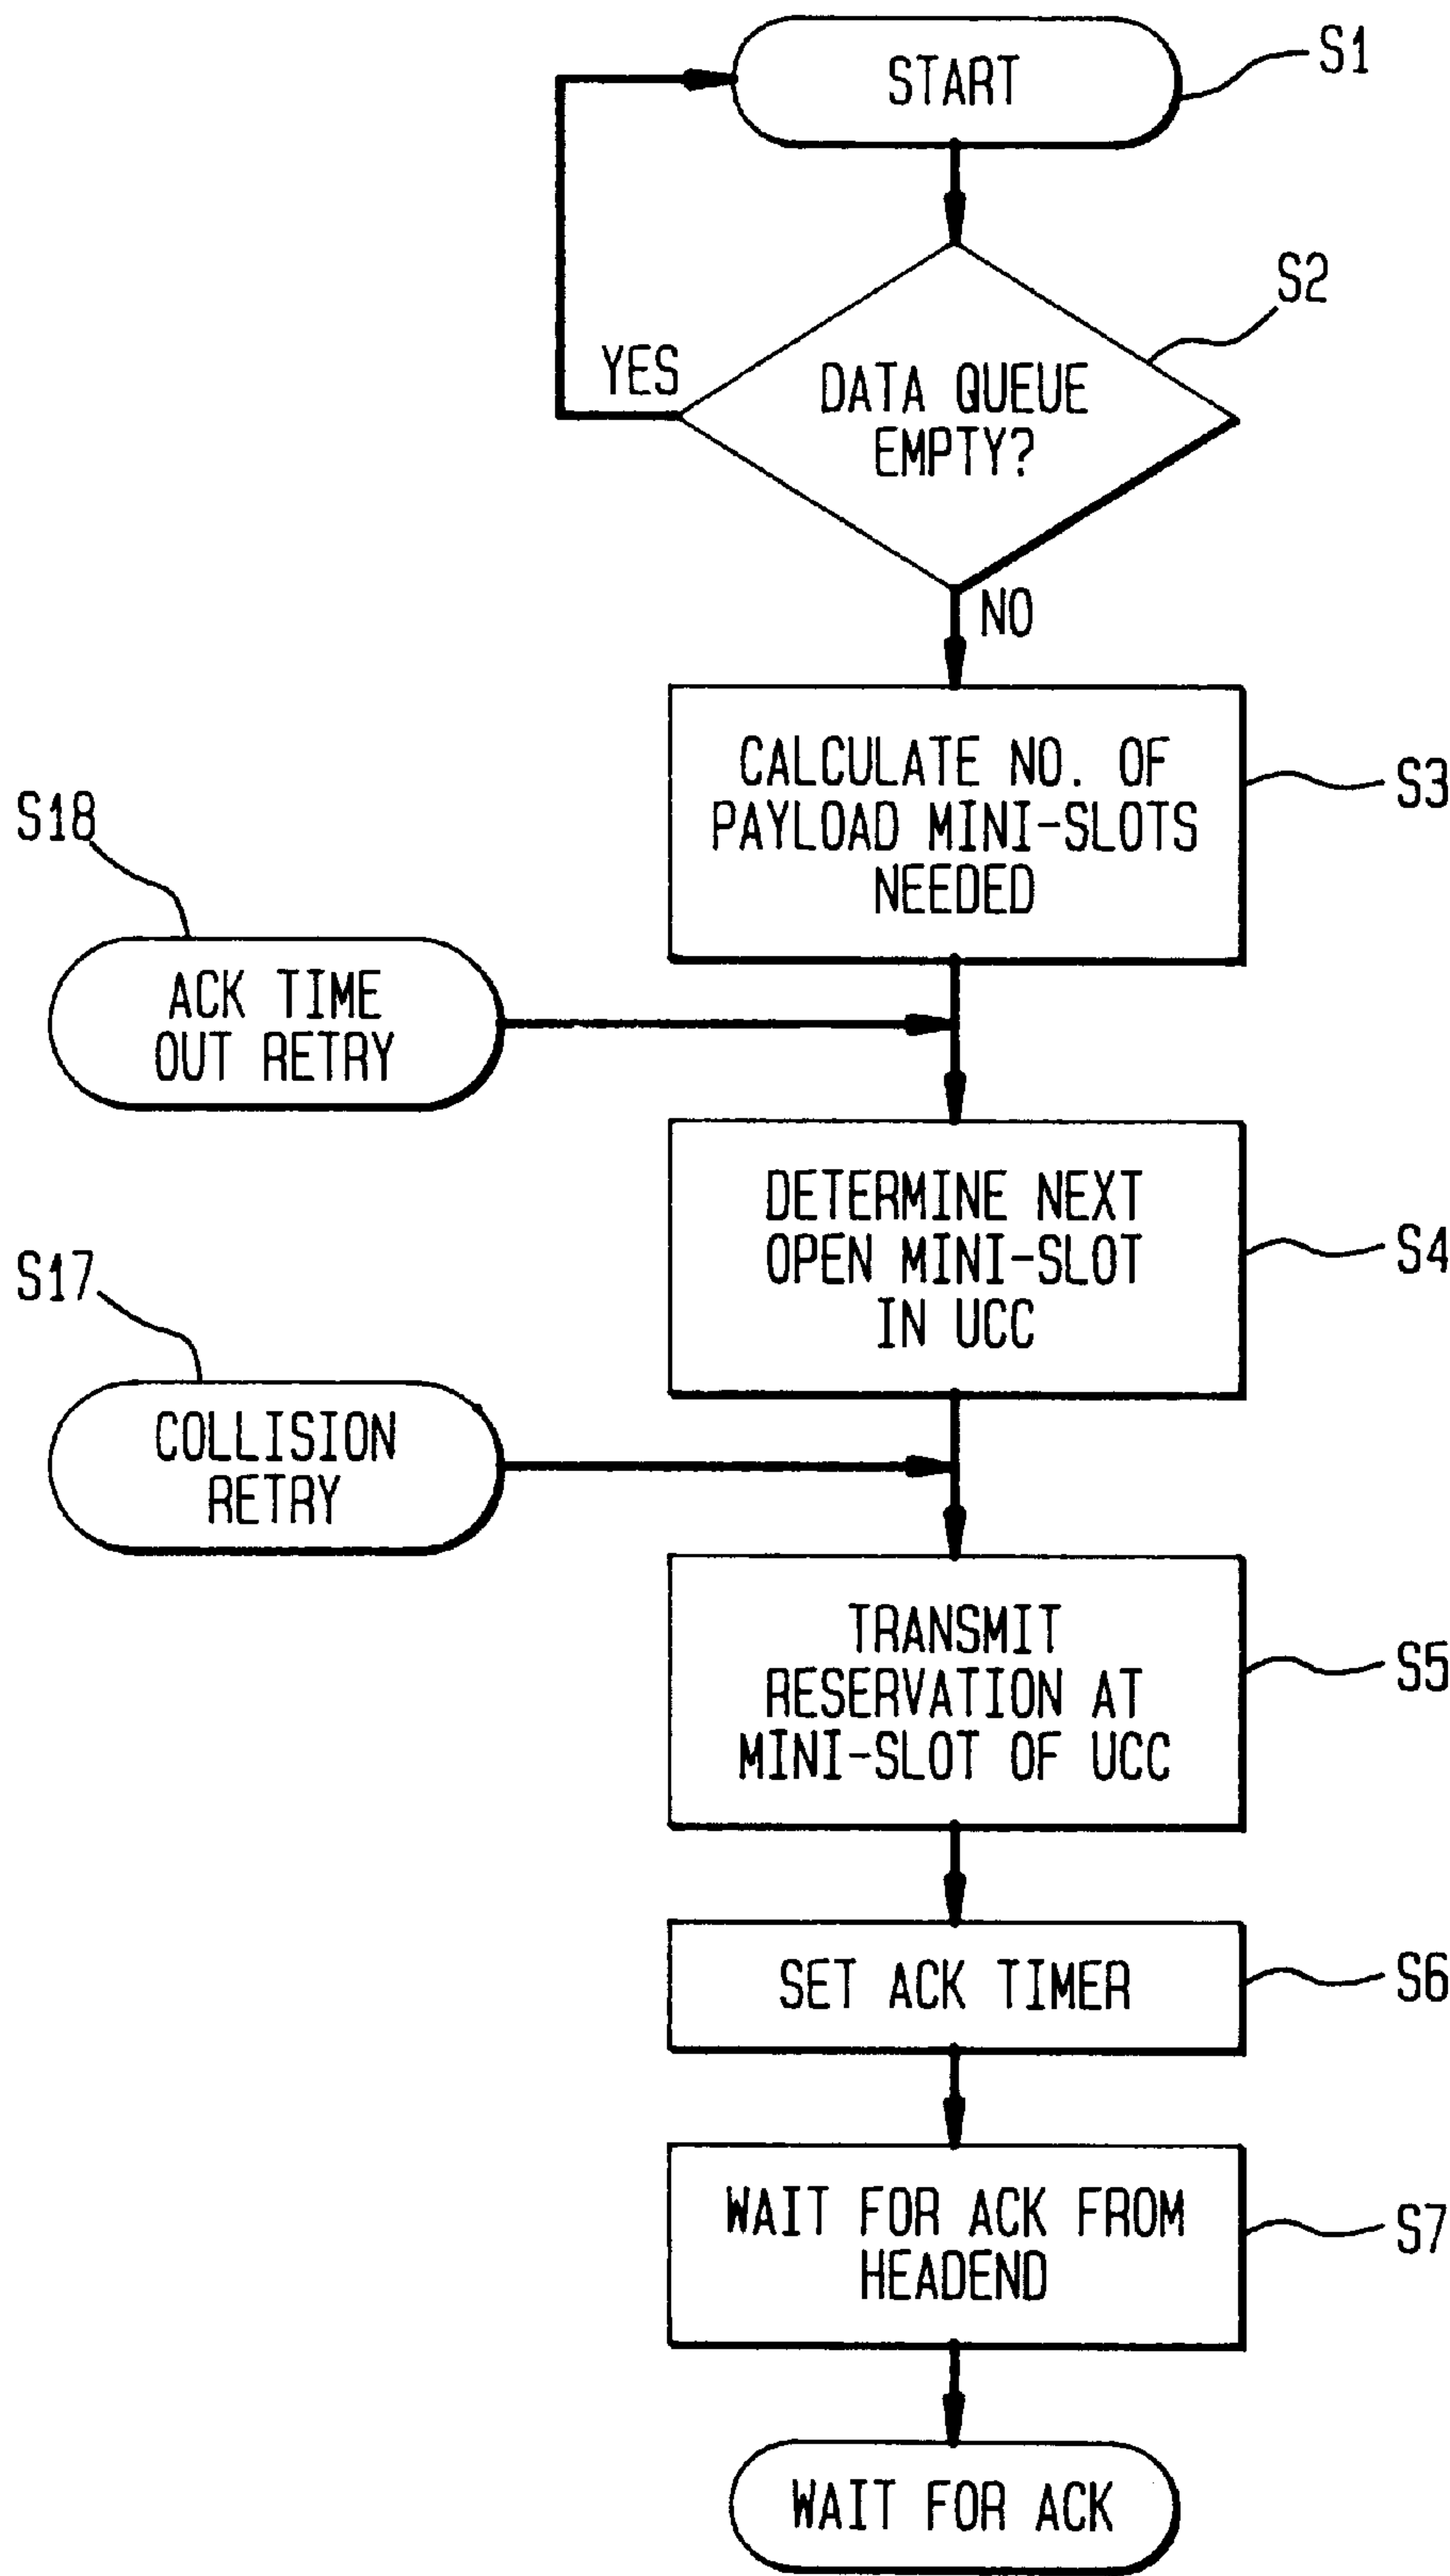 START
S1
S2
YES
DATA QUEUE
EMPTY?
NO
CALCULATE NO. OF
PAYLOAD MINI-SLOTS
NEEDED
S3
S18
ACK TIME
OUT RETRY
DETERMINE NEXT
OPEN MINI-SLOT
IN UCC
S4
S17
COLLISION
RETRY
TRANSMIT
RESERVATION AT
MINI-SLOT OF UCC
S5
SET ACK TIMER
S6
WAIT FOR ACK FROM
HEADEND
S7
WAIT FOR ACK